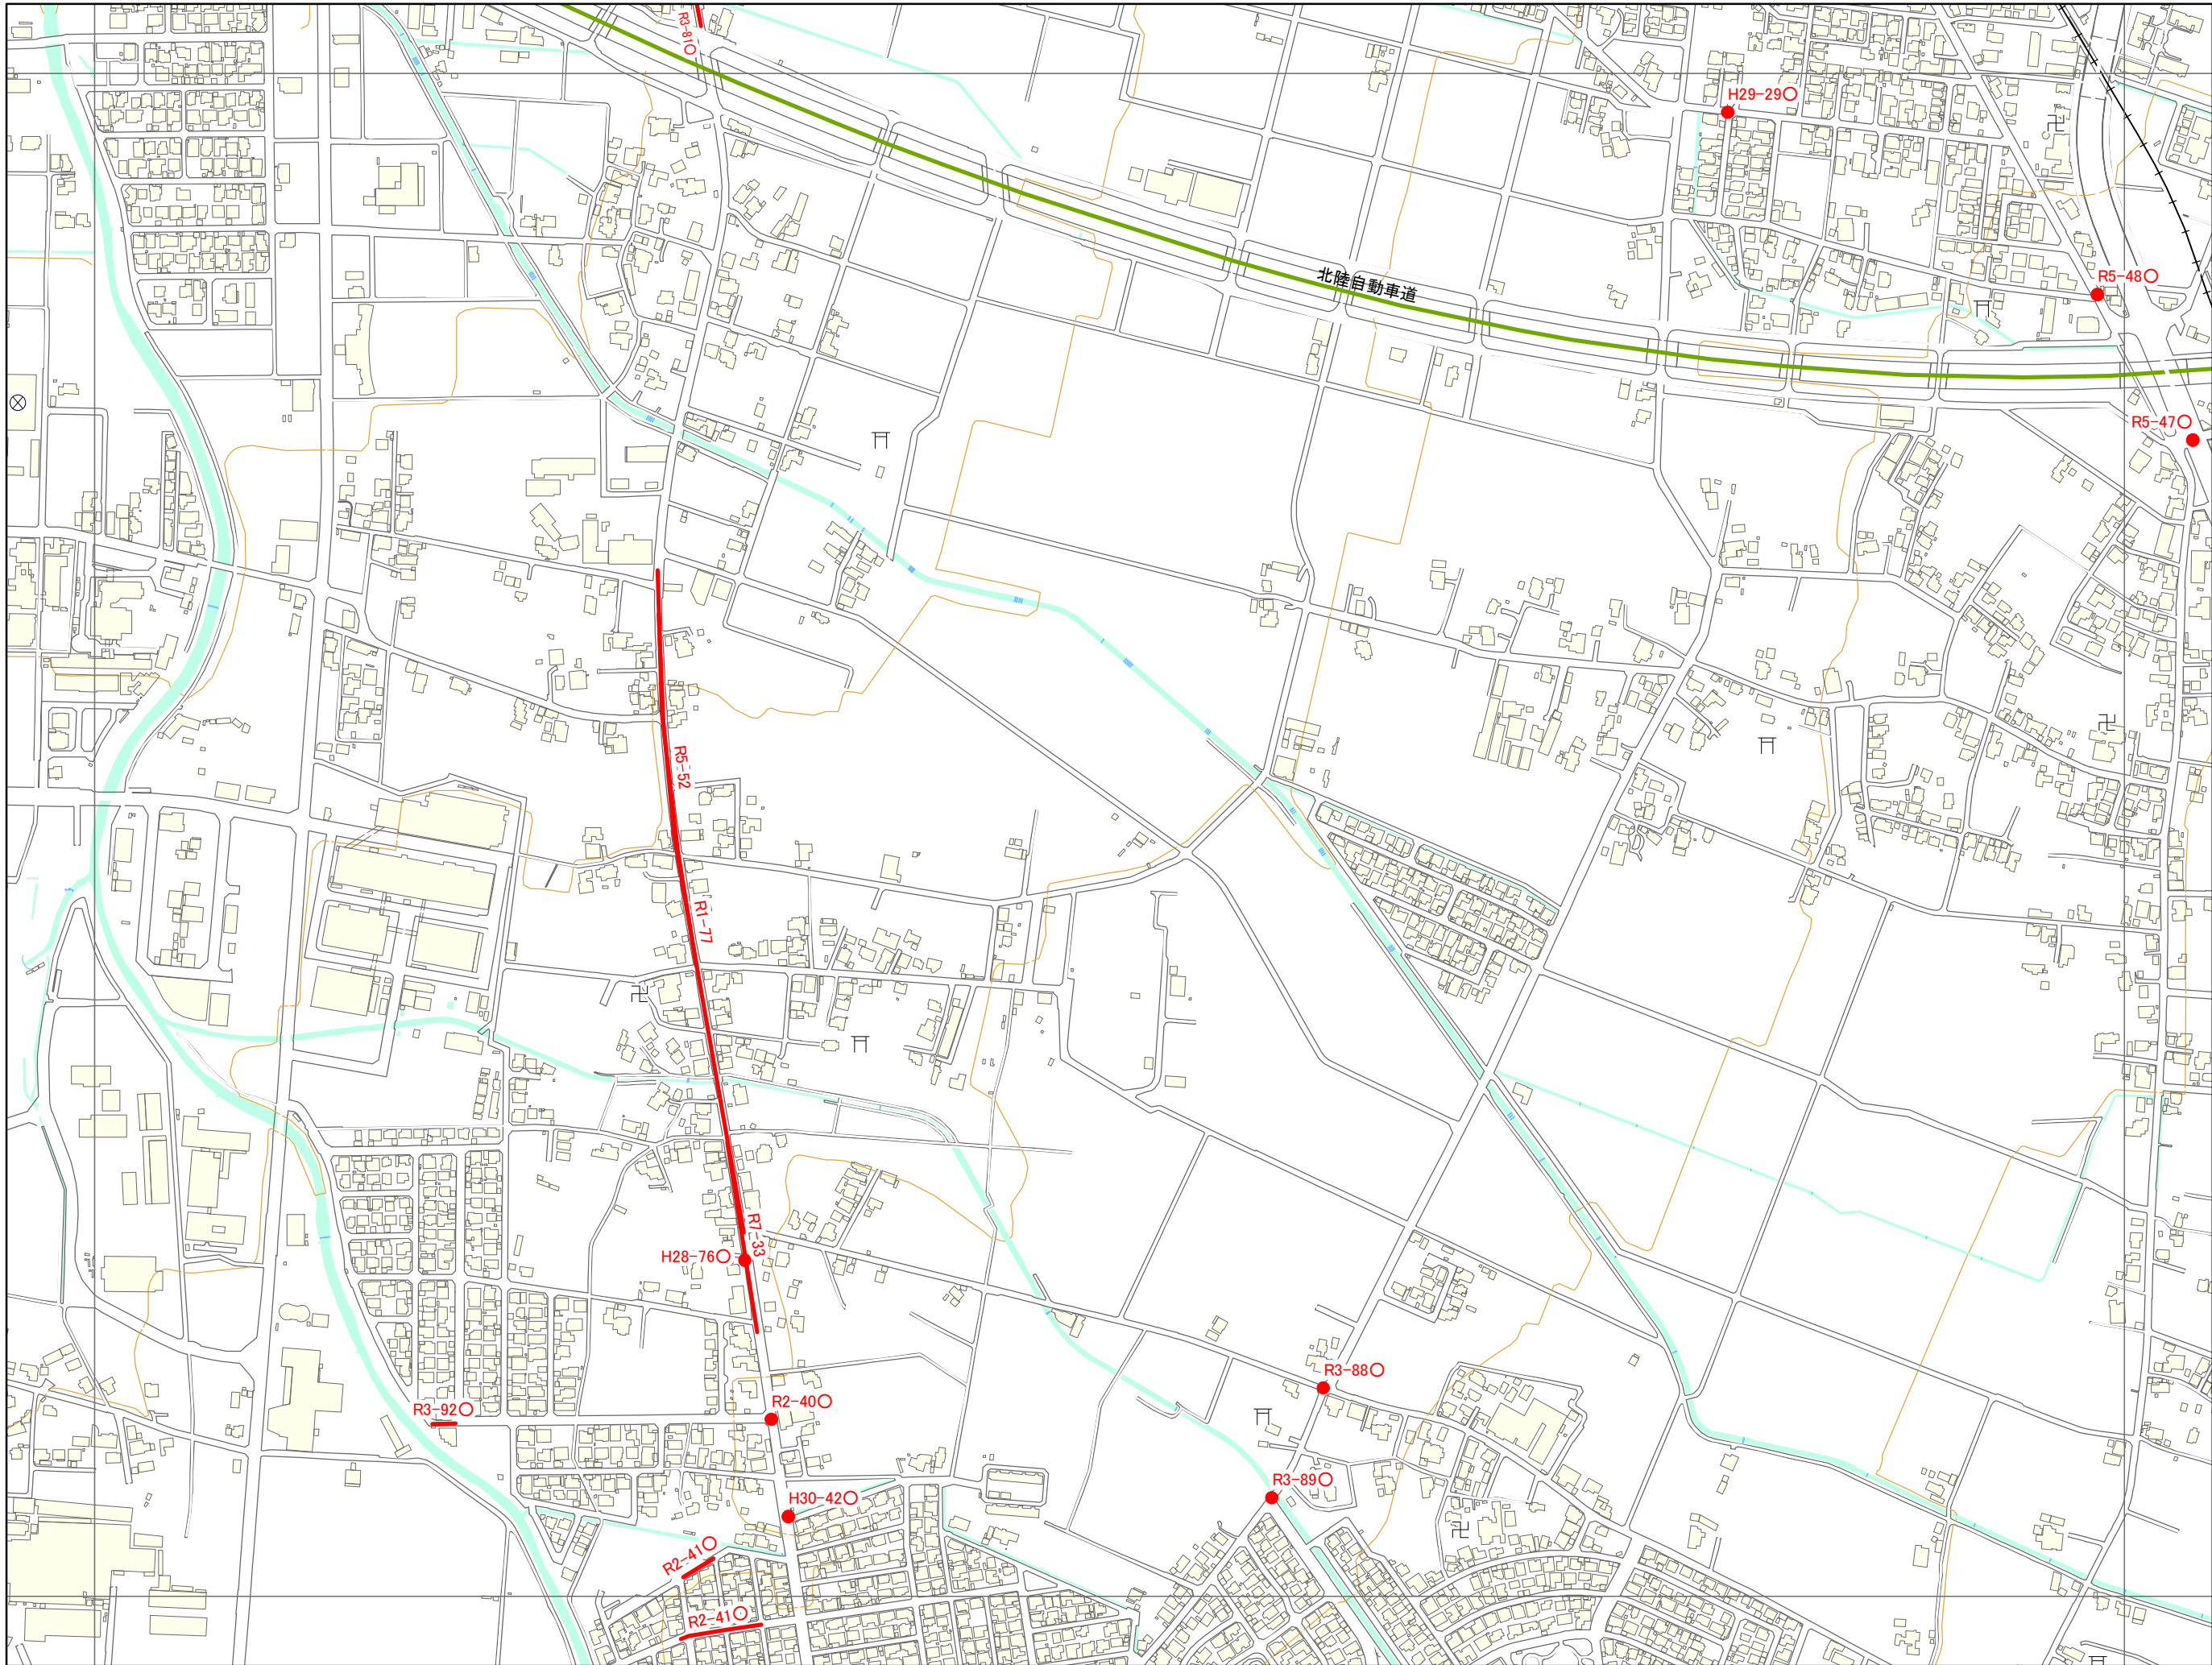 R3-81○
H29-29○
R5-48○
北陸自動車道
R5-47○
R5-52
R1-77
R7-33
H28-76○
R3-88○
R3-92○
R2-40○
R3-89○
H30-42○
R2-41○
R2-41○